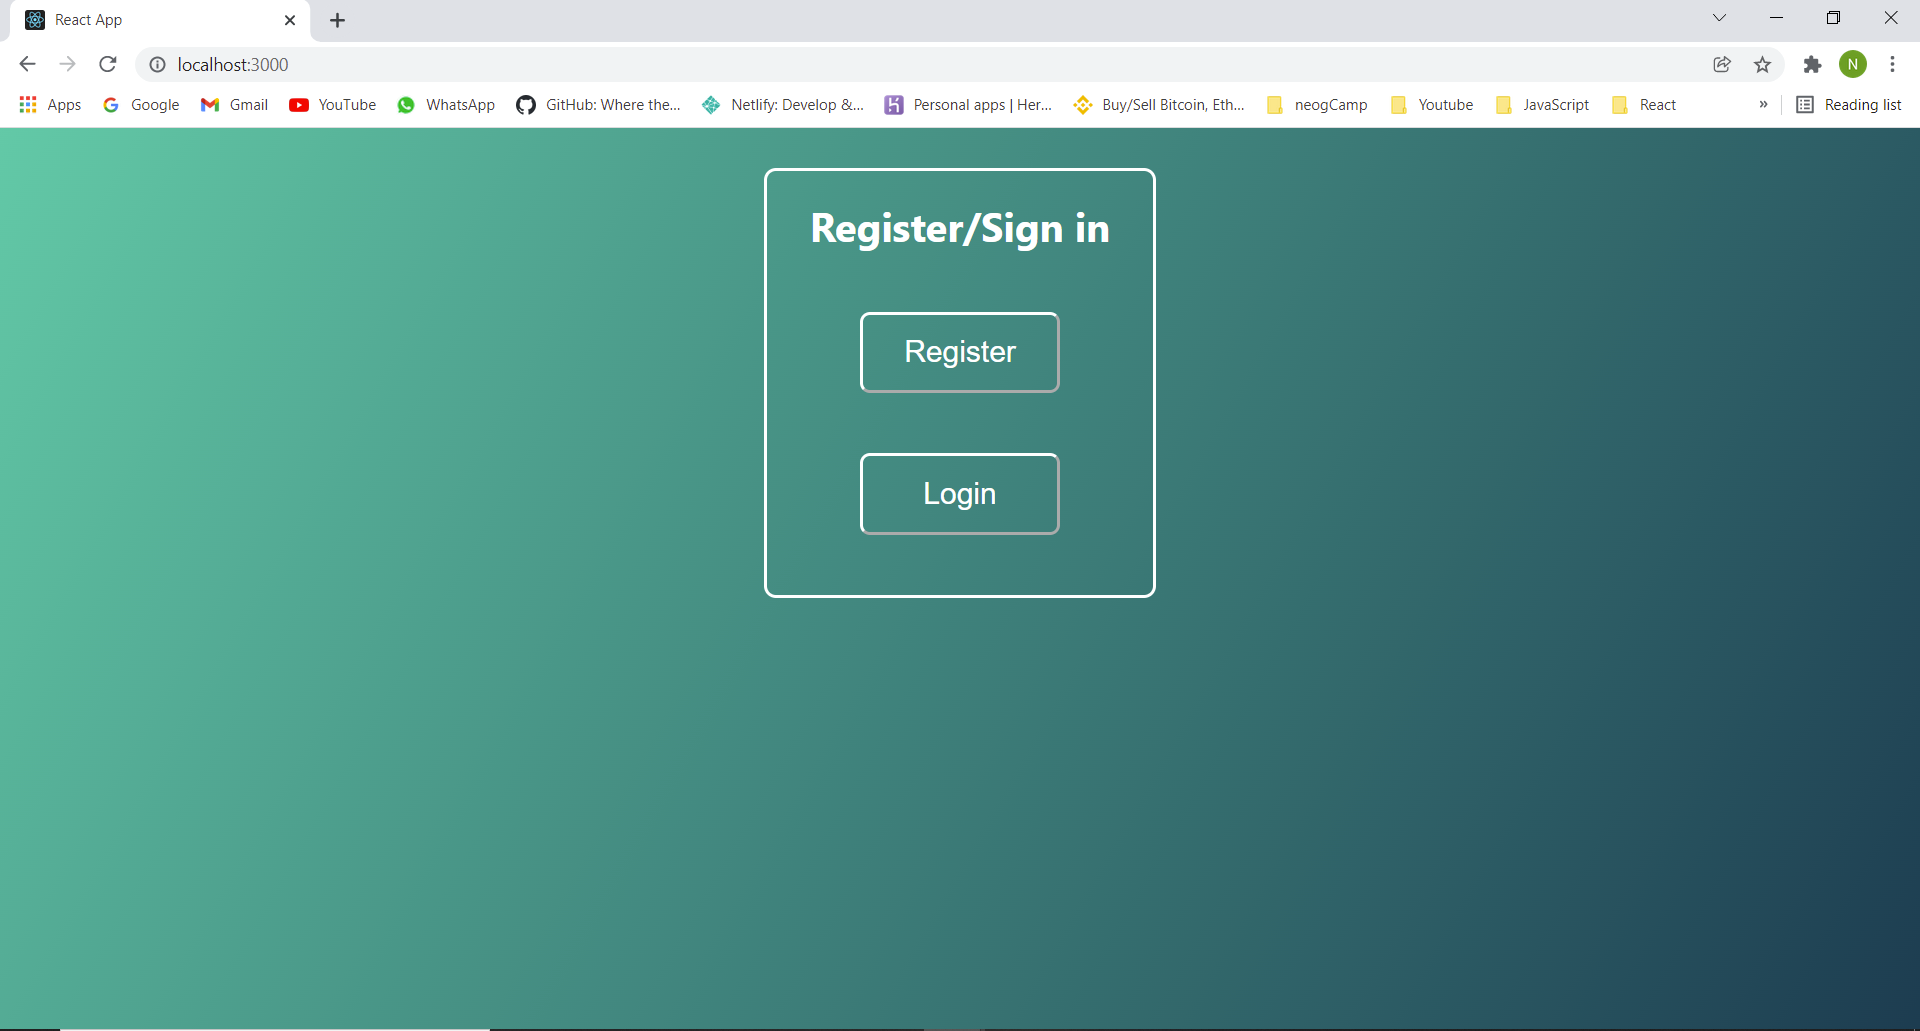 React App
localhost:3000
Apps Google Gmail YouTube WhatsApp GitHub: Where the... Netlify: Develop &... Personal apps | Her... Buy/Sell Bitcoin, Eth... neogCamp Youtube JavaScript React » Reading list
N
Register/Sign in
Register
Login